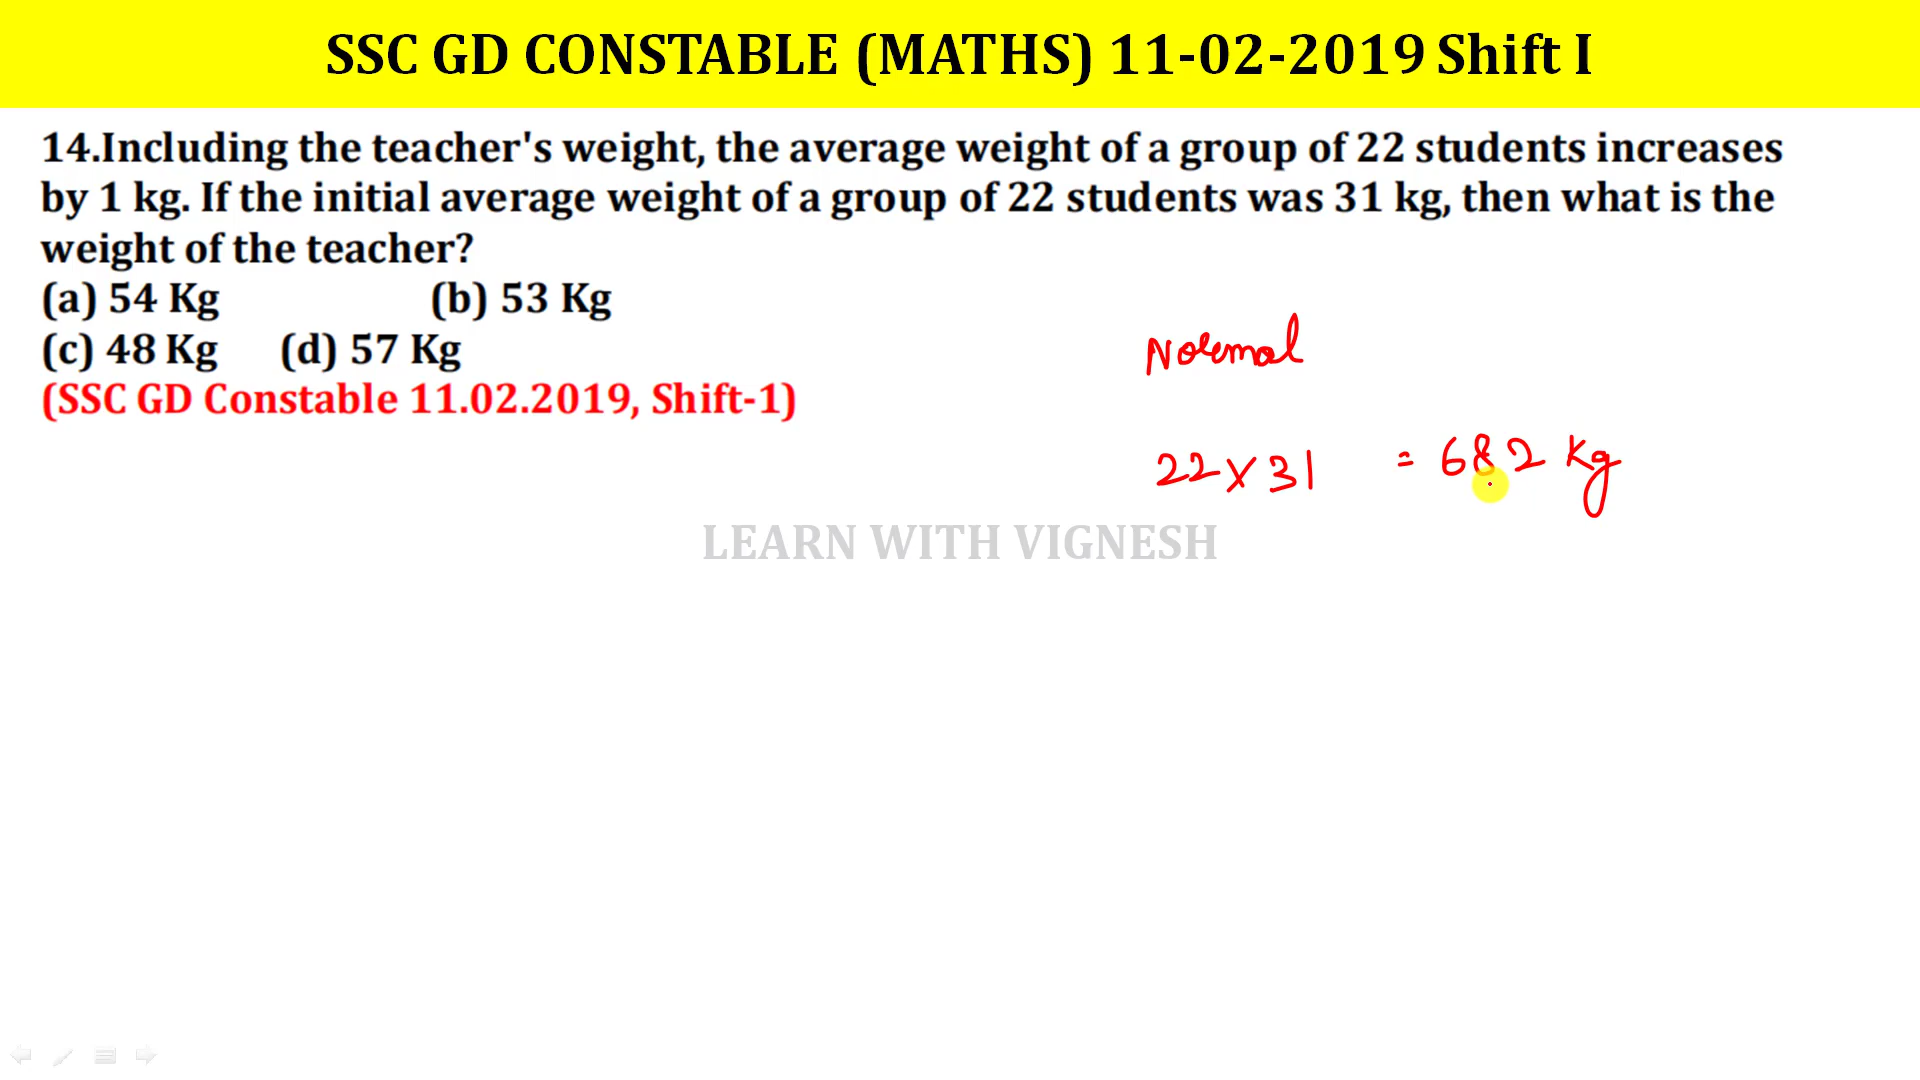 SSC GD CONSTABLE (MATHS) 11-02-2019 Shift I
14.Including the teacher's weight, the average weight of a group of 22 students increases
by 1 kg. If the initial average weight of a group of 22 students was 31 kg, then what is the
weight of the teacher?
(a) 54 Kg (b) 53 Kg
(c) 48 Kg (d) 57 Kg
(SSC GD Constable 11.02.2019, Shift-1)
Normal
22 x 31 = 682 Kg
LEARN WITH VIGNESH